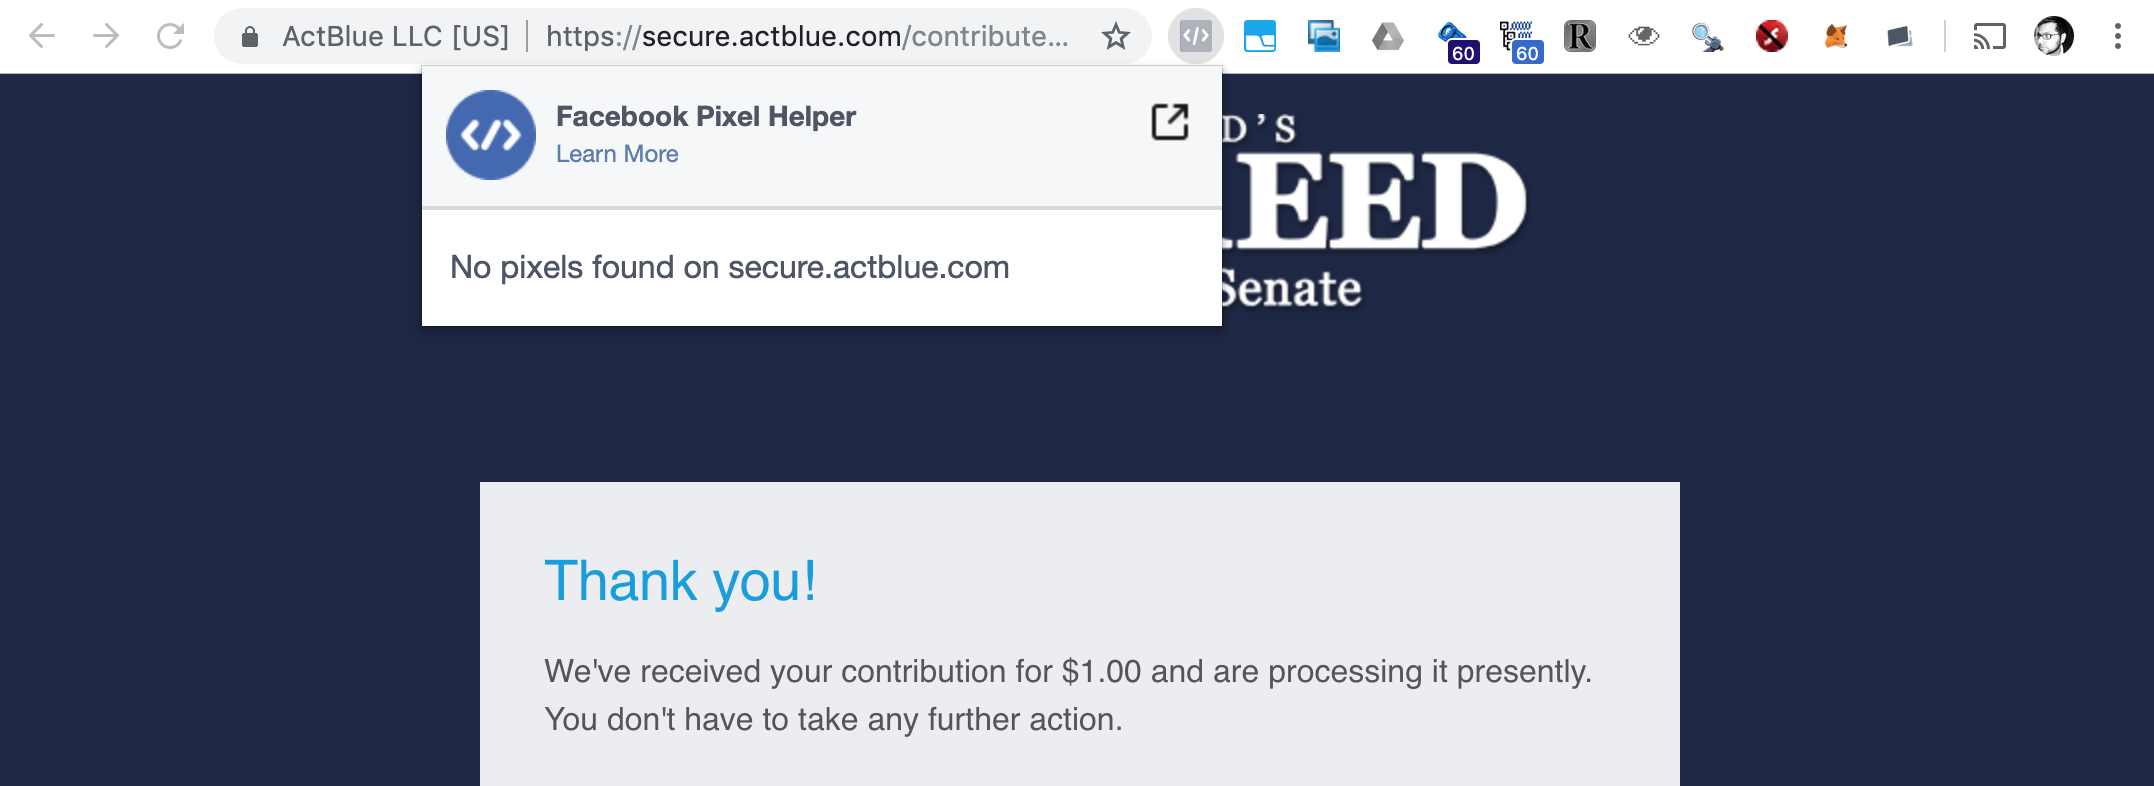 ActBlue LLC [US] https://secure.actblue.com/contribute...
60
60
R
</>
Facebook Pixel Helper
Learn More
D'S
EED
No pixels found on secure.actblue.com
Senate
Thank you!
We've received your contribution for $1.00 and are processing it presently.
You don't have to take any further action.